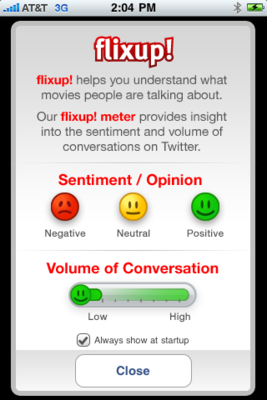 AT&T 3G 2:04 PM
flixup!
flixup! helps you understand what
movies people are talking about.
Our flixup! meter provides insight
into the sentiment and volume of
conversations on Twitter.
Sentiment / Opinion
Negative Neutral Positive
Volume of Conversation
Low High
Always show at startup
Close